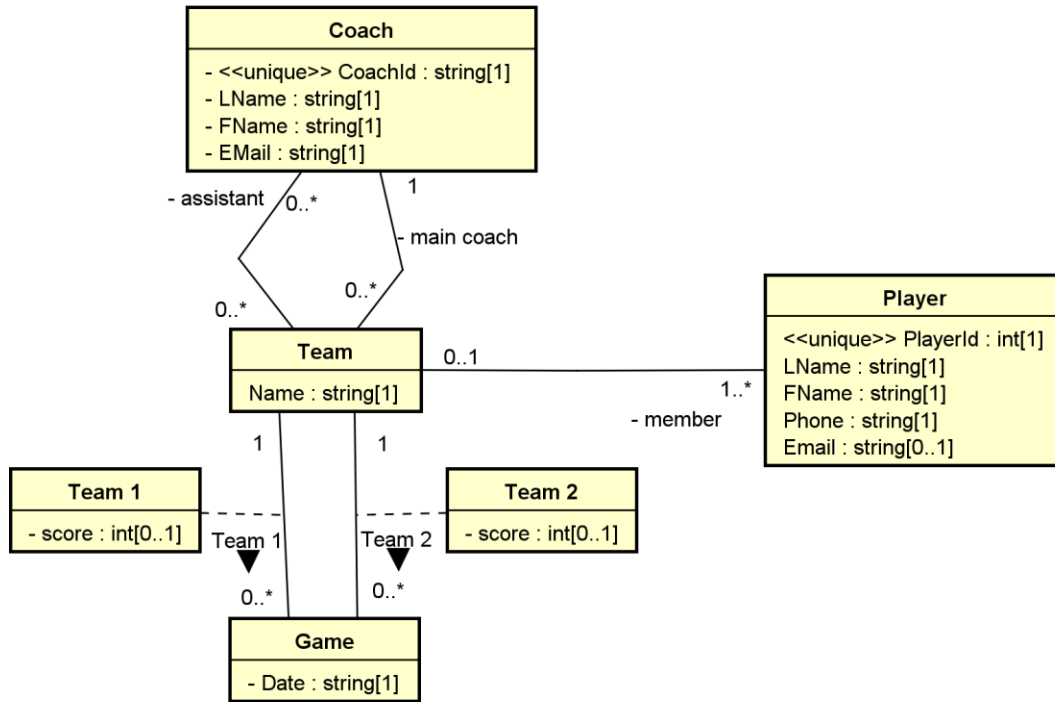 Coach
- <<unique>> CoachId : string[1]
- LName : string[1]
- FName : string[1]
- EMail : string[1]
- assistant
0..*
1
- main coach
0..*
0..*
Team
Name : string[1]
0..1
1..*
- member
Player
<<unique>> PlayerId : int[1]
LName : string[1]
FName : string[1]
Phone : string[1]
Email : string[0..1]
1
1
Team 1
- score : int[0..1]
Team 2
- score : int[0..1]
Team 1
Team 2
0..*
0..*
Game
- Date : string[1]